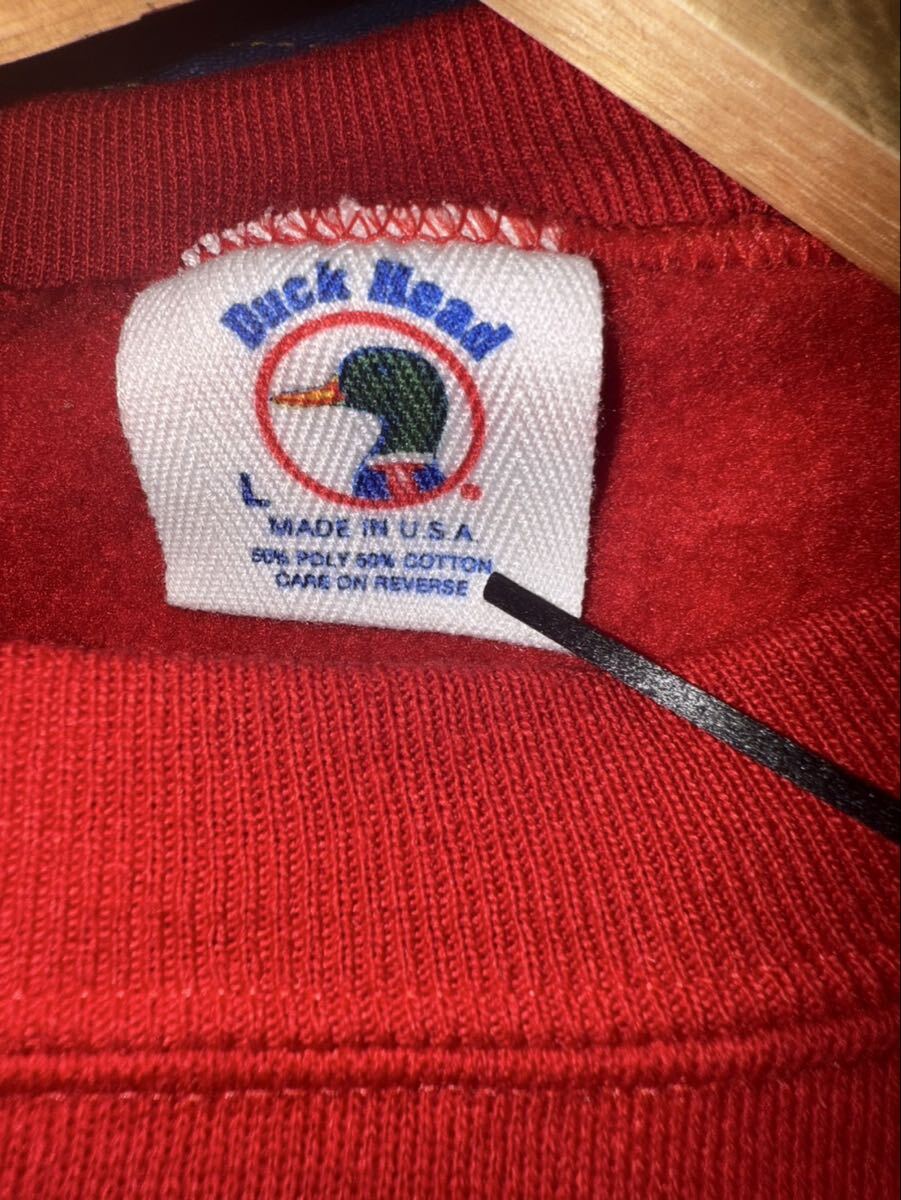 Duck Head
L
MADE IN U.S.A
50% POLY 50% COTTON
CARE ON REVERSE